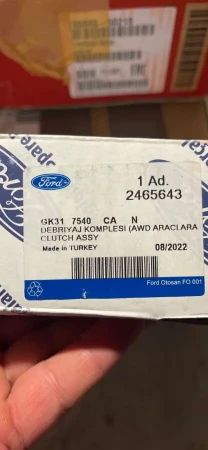 Ford
1 Ad.
2465643
GK31 7540 CA N
DEBRIYAJ KOMPLESI (AWD ARACLARA
CLUTCH ASSY
Made in TURKEY 08/2022
Ford Otosan FO 001